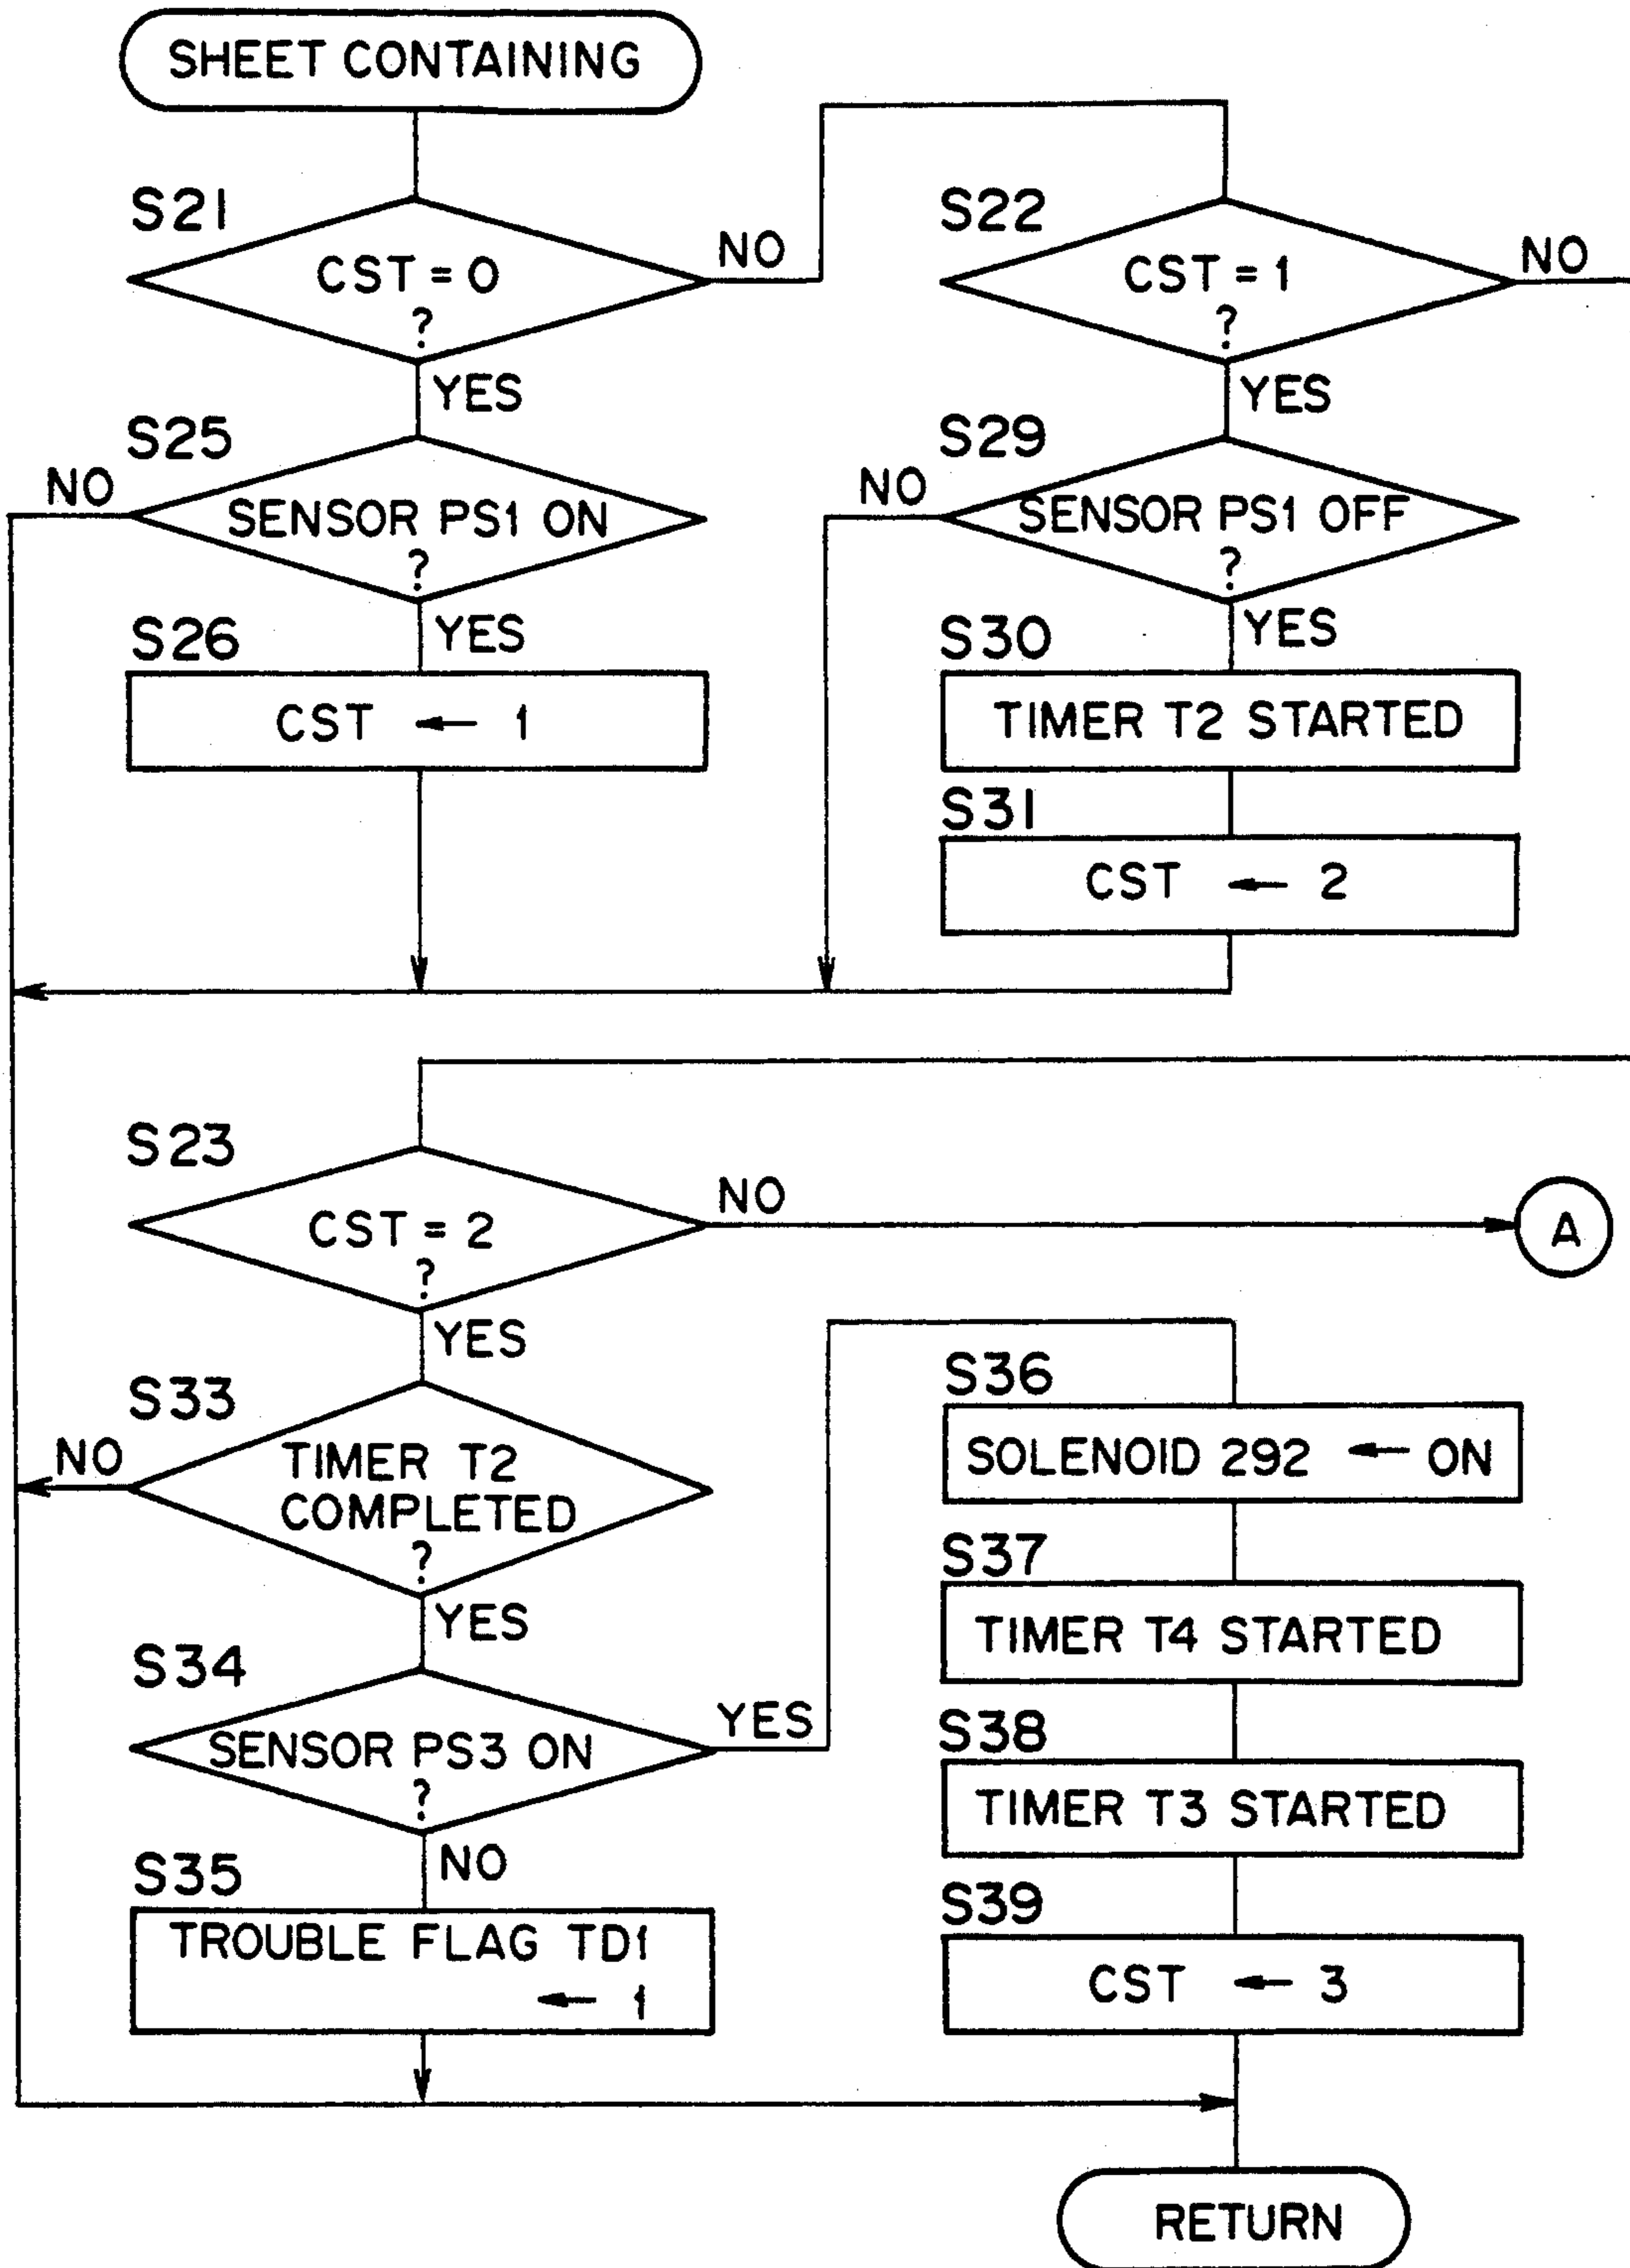 SHEET CONTAINING
S21
CST = 0
?
NO
YES
S22
CST = 1
?
NO
YES
S25
NO
SENSOR PS1 ON
?
YES
S29
NO
SENSOR PS1 OFF
?
YES
S26
CST ← 1
S30
TIMER T2 STARTED
S31
CST ← 2
S23
CST = 2
?
NO
A
YES
S33
NO
TIMER T2
COMPLETED
?
YES
S34
SENSOR PS3 ON
?
YES
NO
S35
TROUBLE FLAG TD1
← 1
S36
SOLENOID 292 ← ON
S37
TIMER T4 STARTED
S38
TIMER T3 STARTED
S39
CST ← 3
RETURN